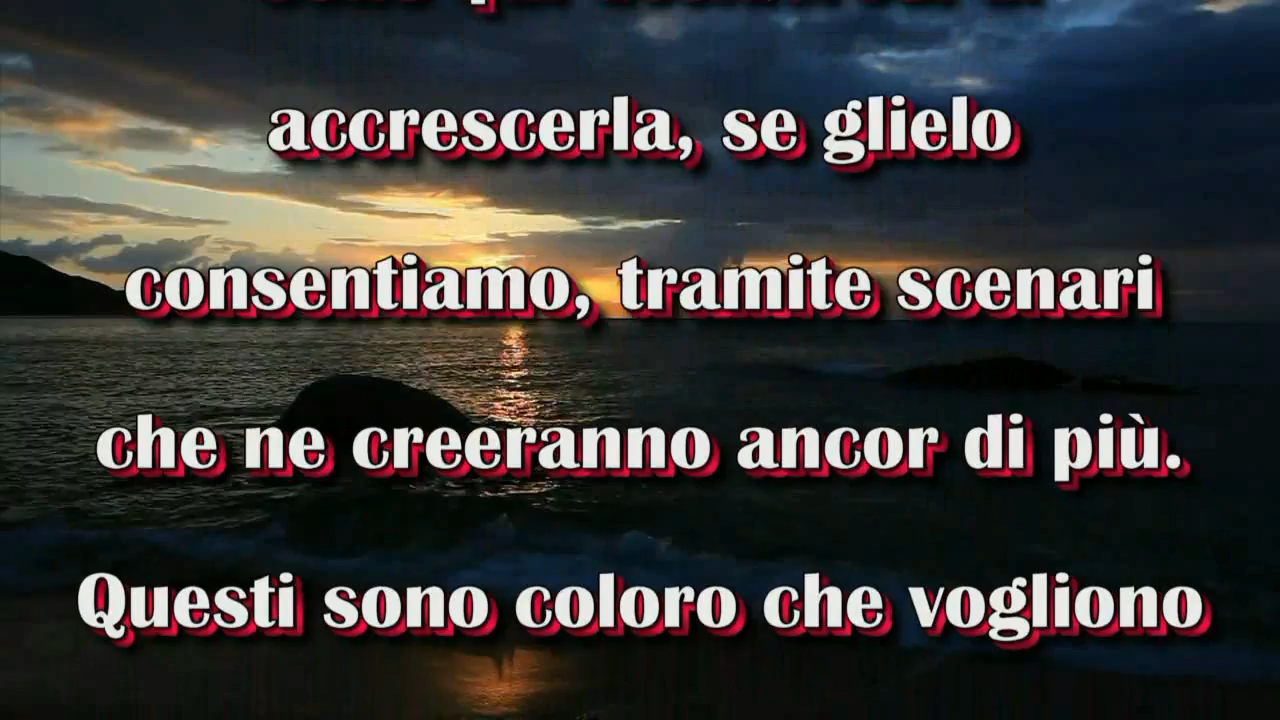 accrescerla, se glielo
consentiamo, tramite scenari
che ne creeranno ancor di più.
Questi sono coloro che vogliono